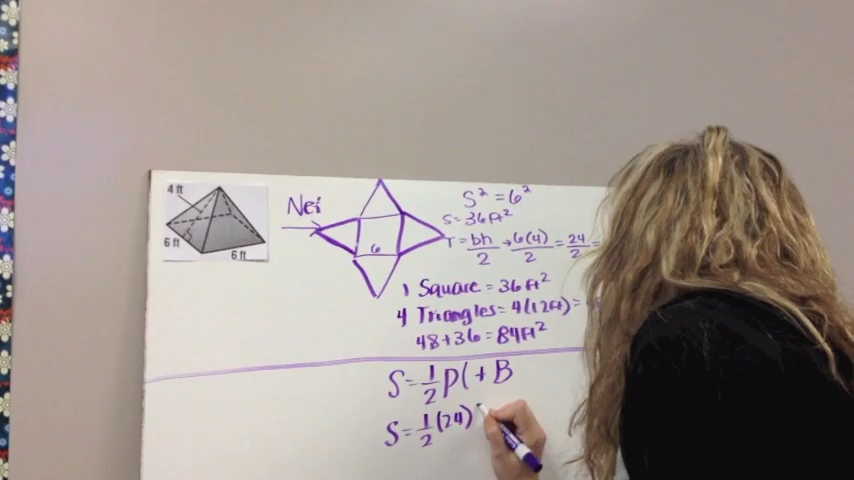 4 ft
6 ft
6 ft
Net
6
S² = 6²
S = 36 ft²
T = bh/2 → 6(4)/2 = 24/2 =
1 Square = 36 ft²
4 Triangles = 4(12ft) =
48 + 36 = 84 ft²
S = 1/2 P l + B
S = 1/2 (24)